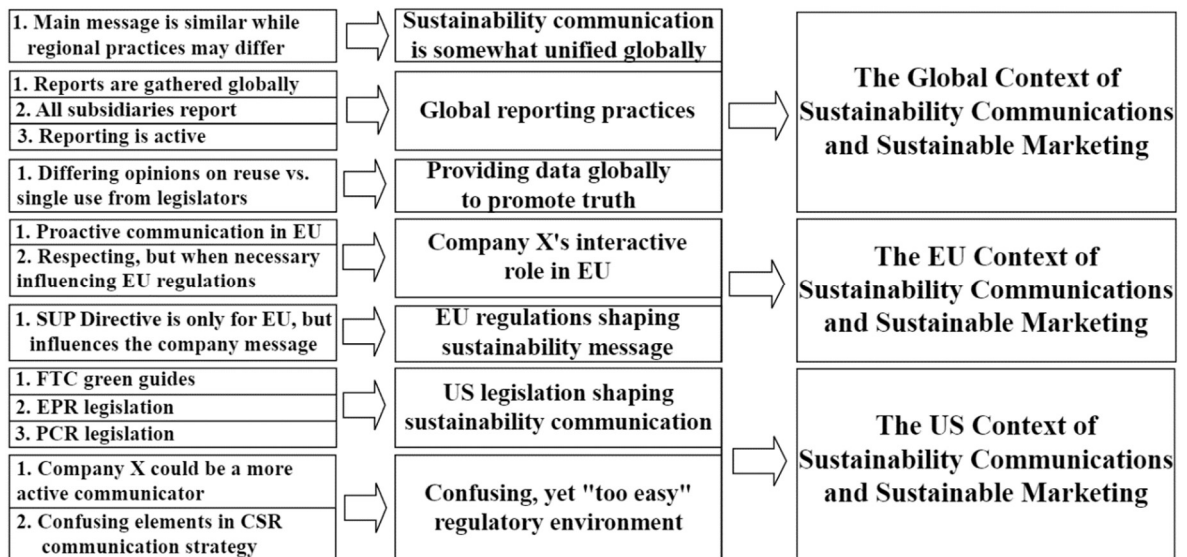 1. Main message is similar while
regional practices may differ
Sustainability communication
is somewhat unified globally
1. Reports are gathered globally
2. All subsidiaries report
3. Reporting is active
Global reporting practices
1. Differing opinions on reuse vs.
single use from legislators
Providing data globally
to promote truth
The Global Context of
Sustainability Communications
and Sustainable Marketing
1. Proactive communication in EU
2. Respecting, but when necessary
influencing EU regulations
Company X's interactive
role in EU
1. SUP Directive is only for EU, but
influences the company message
EU regulations shaping
sustainability message
The EU Context of
Sustainability Communications
and Sustainable Marketing
1. FTC green guides
2. EPR legislation
3. PCR legislation
US legislation shaping
sustainability communication
1. Company X could be a more
active communicator
2. Confusing elements in CSR
communication strategy
Confusing, yet "too easy"
regulatory environment
The US Context of
Sustainability Communications
and Sustainable Marketing